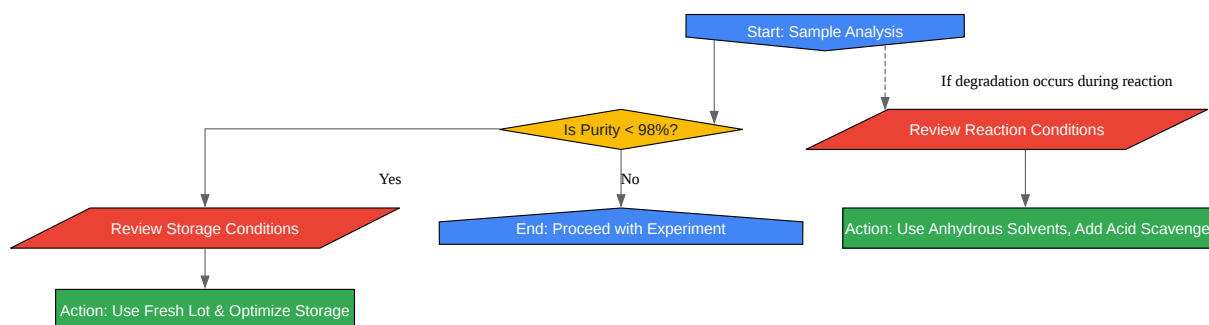 Start: Sample Analysis
If degradation occurs during reaction
Is Purity < 98%?
Review Reaction Conditions
Yes
No
Review Storage Conditions
End: Proceed with Experiment
Action: Use Anhydrous Solvents, Add Acid Scavenge
Action: Use Fresh Lot & Optimize Storage